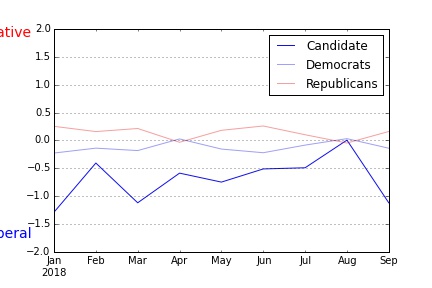 ative
2.0
1.5
1.0
0.5
0.0
−0.5
−1.0
−1.5
−2.0
beral
Candidate
Democrats
Republicans
Jan Feb Mar Apr May Jun Jul Aug Sep
2018